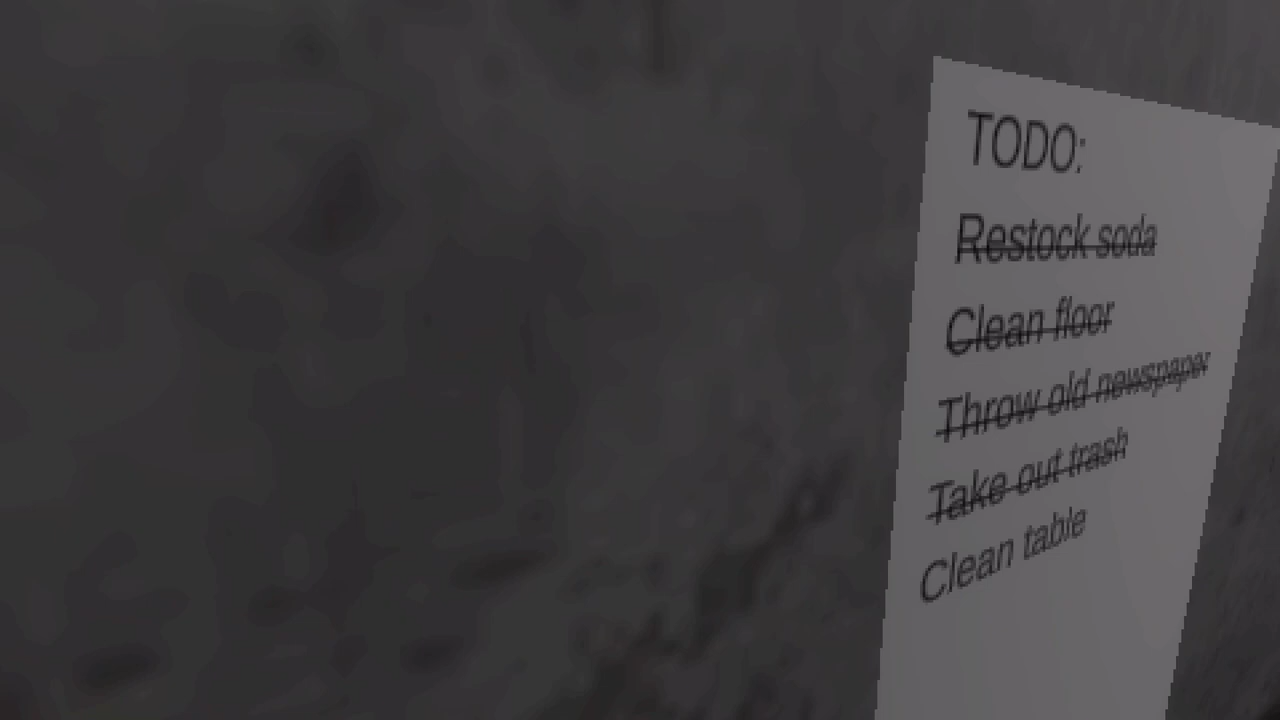 TODO:
Restock soda
Clean floor
Throw old newspaper
Take out trash
Clean table